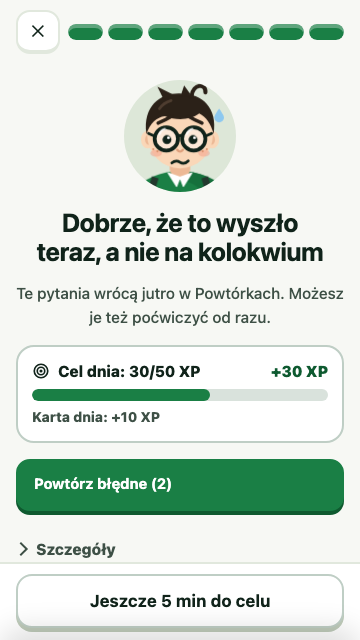 Dobrze, że to wyszło
teraz, a nie na kolokwium
Te pytania wrócą jutro w Powtórkach. Możesz
je też poćwiczyć od razu.
Cel dnia: 30/50 XP +30 XP
Karta dnia: +10 XP
Powtórz błędne (2)
Szczegóły
Jeszcze 5 min do celu